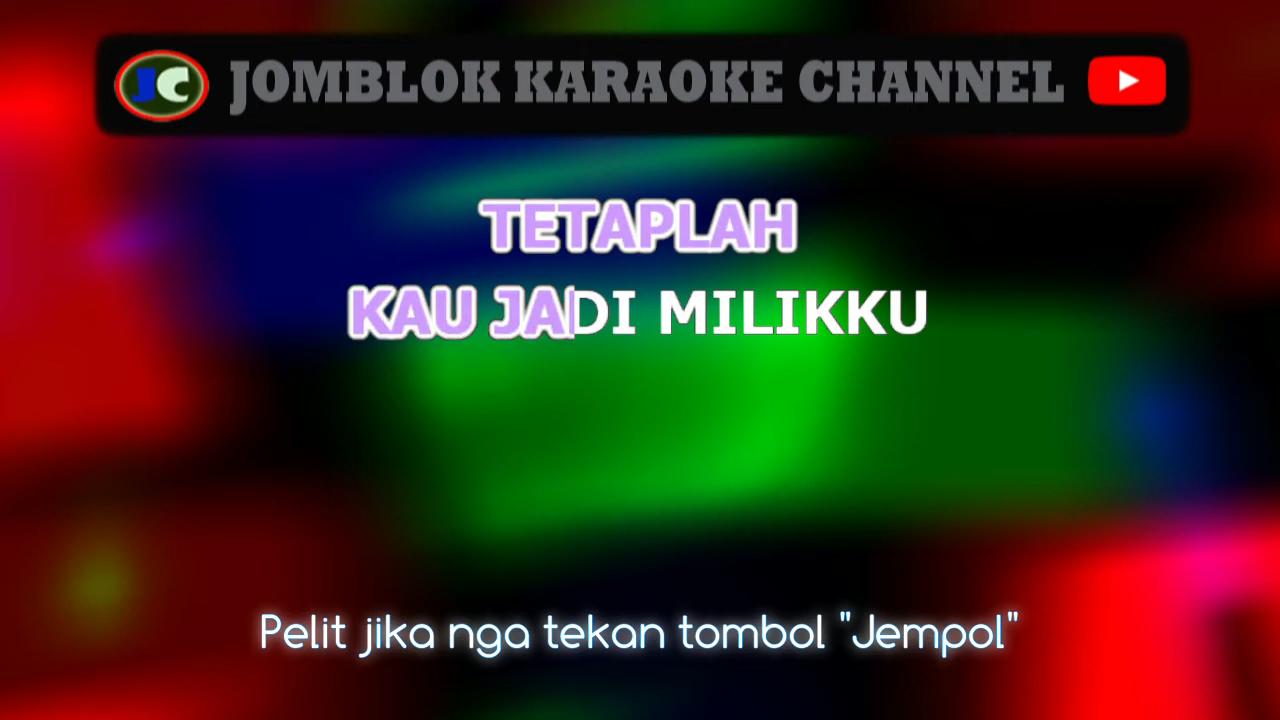 JC JOMBLOK KARAOKE CHANNEL
TETAPLAH
KAU JADI MILIKKU
Pelit jika nga tekan tombol "Jempol"